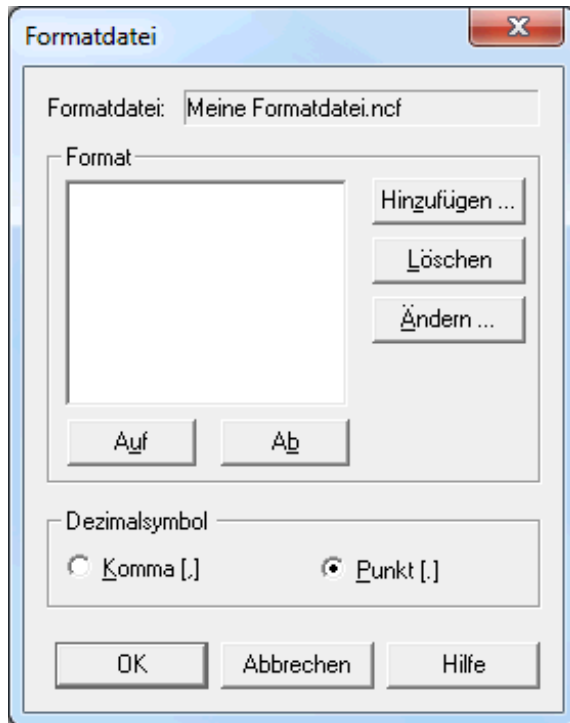 Formatdatei
Formatdatei: Meine Formatdatei.ncf
Format
Hinzufügen ...
Löschen
Ändern ...
Auf Ab
Dezimalsymbol
Komma [,] Punkt [.]
OK Abbrechen Hilfe